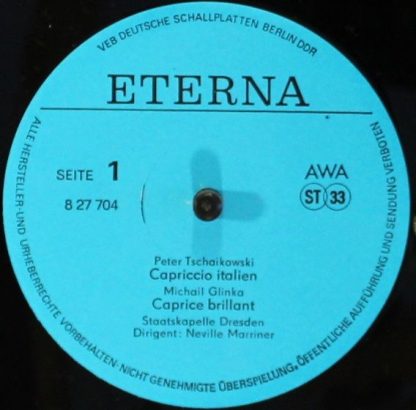 VEB DEUTSCHE SCHALLPLATTEN BERLIN DDR
ETERNA
SEITE 1
8 27 704
AWA
ST 33
Peter Tschaikowski
Capriccio italien
Michail Glinka
Caprice brillant
Staatskapelle Dresden
Dirigent: Neville Marriner
ALLE HERSTELLER- UND URHEBERRECHTE VORBEHALTEN· NICHT GENEHMIGTE ÜBERSPIELUNG, ÖFFENTLICHE AUFFÜHRUNG UND SENDUNG VERBOTEN